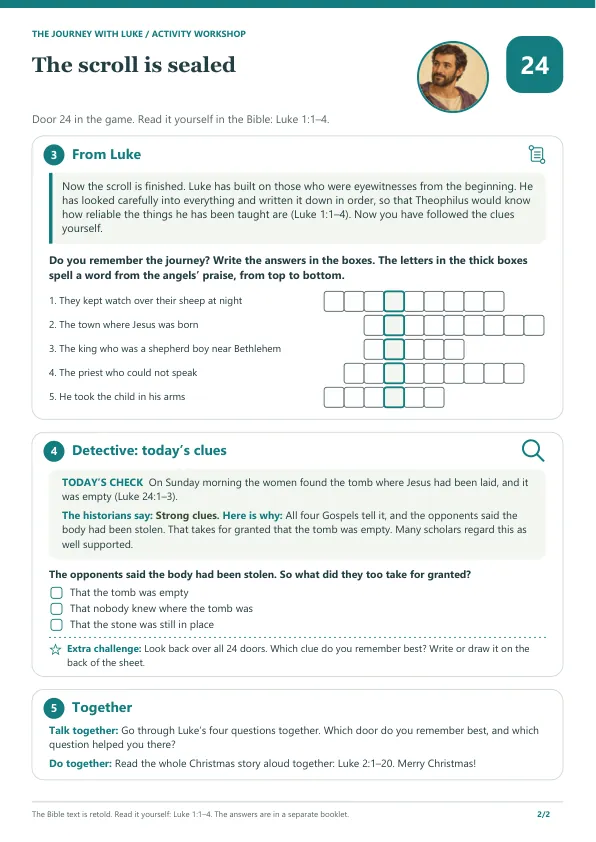 THE JOURNEY WITH LUKE / ACTIVITY WORKSHOP
The scroll is sealed
24
Door 24 in the game. Read it yourself in the Bible: Luke 1:1–4.
3 From Luke
Now the scroll is finished. Luke has built on those who were eyewitnesses from the beginning. He
has looked carefully into everything and written it down in order, so that Theophilus would know
how reliable the things he has been taught are (Luke 1:1–4). Now you have followed the clues
yourself.
Do you remember the journey? Write the answers in the boxes. The letters in the thick boxes
spell a word from the angels’ praise, from top to bottom.
1. They kept watch over their sheep at night
2. The town where Jesus was born
3. The king who was a shepherd boy near Bethlehem
4. The priest who could not speak
5. He took the child in his arms
4 Detective: today’s clues
TODAY’S CHECK On Sunday morning the women found the tomb where Jesus had been laid, and it
was empty (Luke 24:1–3).
The historians say: Strong clues. Here is why: All four Gospels tell it, and the opponents said the
body had been stolen. That takes for granted that the tomb was empty. Many scholars regard this as
well supported.
The opponents said the body had been stolen. So what did they too take for granted?
That the tomb was empty
That nobody knew where the tomb was
That the stone was still in place
Extra challenge: Look back over all 24 doors. Which clue do you remember best? Write or draw it on the
back of the sheet.
5 Together
Talk together: Go through Luke’s four questions together. Which door do you remember best, and which
question helped you there?
Do together: Read the whole Christmas story aloud together: Luke 2:1–20. Merry Christmas!
The Bible text is retold. Read it yourself: Luke 1:1–4. The answers are in a separate booklet.
2/2